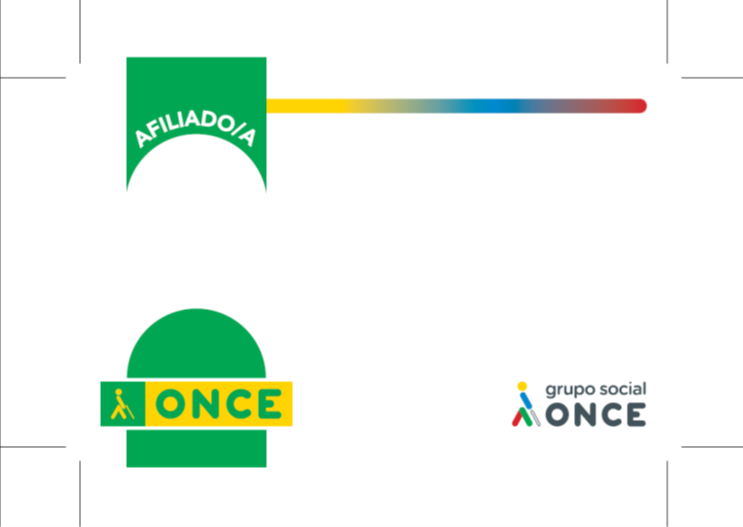 AFILIADO/A
ONCE
grupo social
ONCE